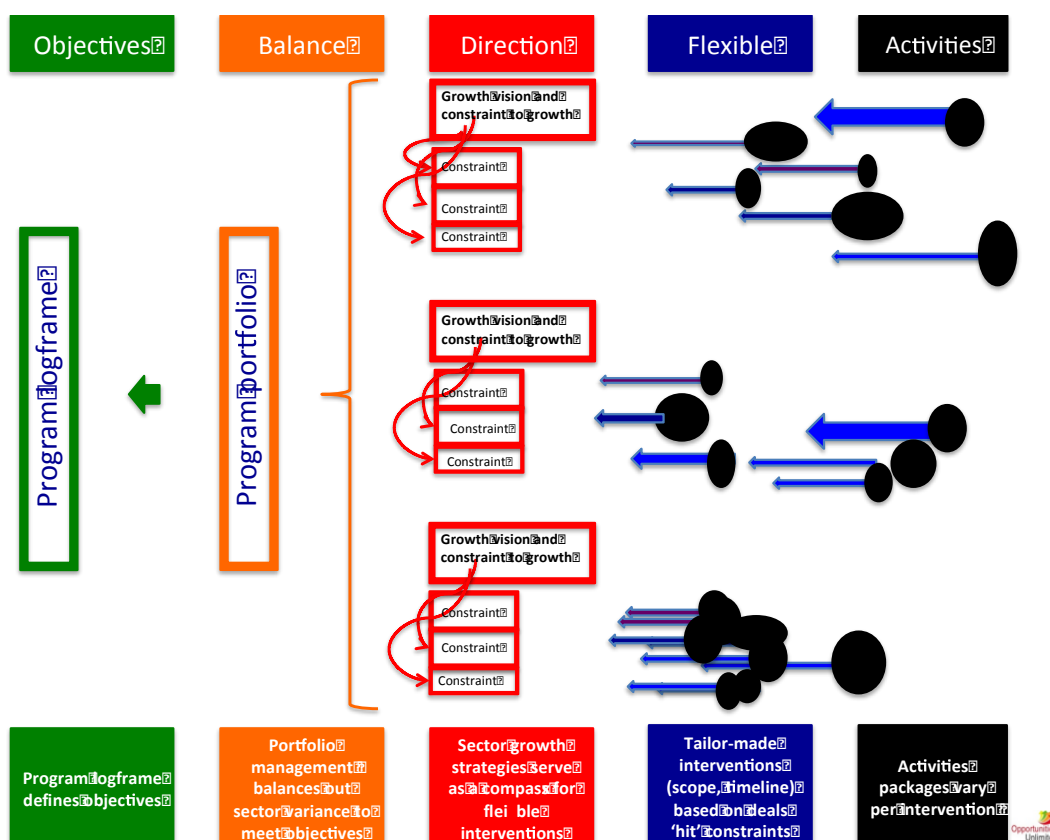 Objectives
Balance
Direction
Flexible
Activities
Growth vision and
constraint to growth
Constraint
Constraint
Constraint
Growth vision and
constraint to growth
Constraint
Constraint
Constraint
Growth vision and
constraint to growth
Constraint
Constraint
Constraint
Program logframe
Program portfolio
Program logframe
defines objectives
Portfolio
management
balances out
sector variance to
meet objectives
Sector growth
strategies serve
as a compass for
flei ble
interventions
Tailor-made
interventions
(scope, timeline)
based on deals
‘hit’ constraints
Activities
packages vary
per intervention
Opportunities
Unlimited